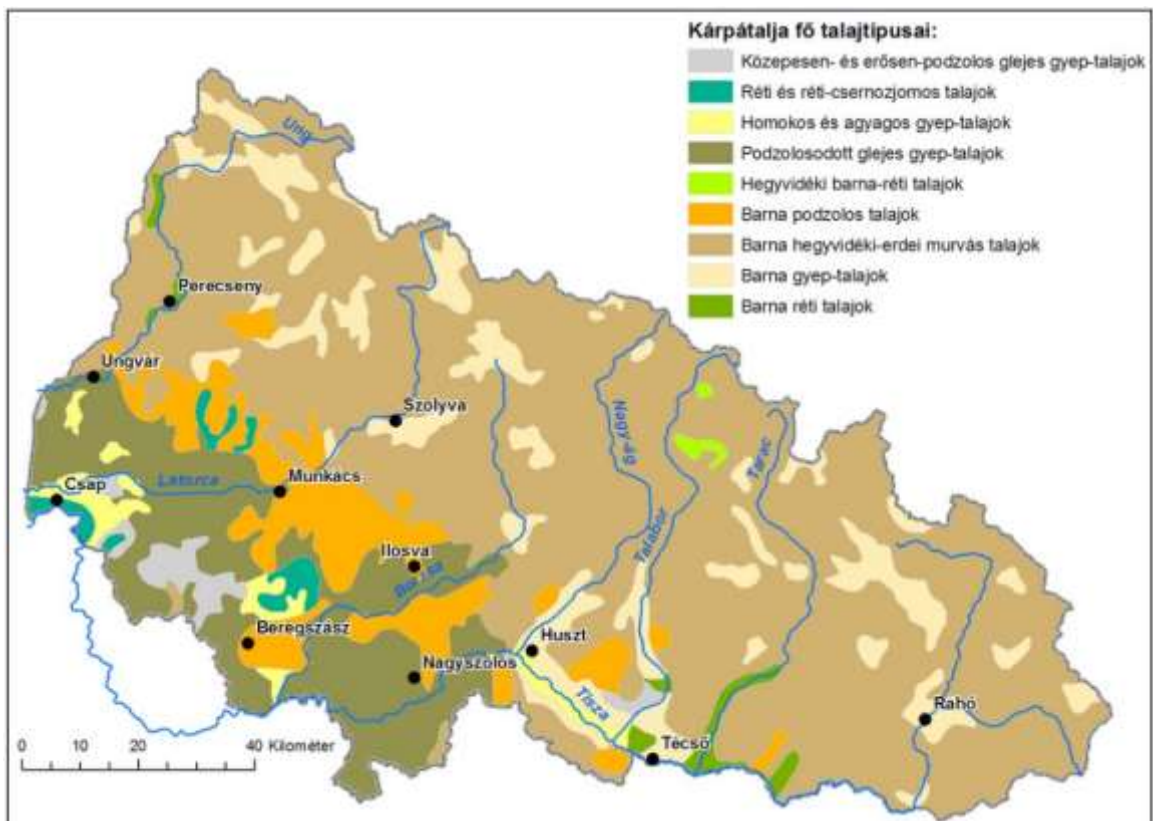 Kárpátalja fő talajtípusai:
Közepesen- és erősen-podzolos glejes gyep-talajok
Réti és réti-csernozjomos talajok
Homokos és agyagos gyep-talajok
Podzolosodott glejes gyep-talajok
Hegyvidéki barna-réti talajok
Barna podzolos talajok
Barna hegyvidéki-erdei murvás talajok
Barna gyep-talajok
Barna réti talajok
Ung
Perecseny
Ungvár
Szolyva
Nagy-ág
Tarac
Latorca
Munkács
Csap
Talabor
Ilosva
Beregszász
Huszt
Nagyszőlős
Tisza
Rahó
Técső
0 10 20 40 Kilométer